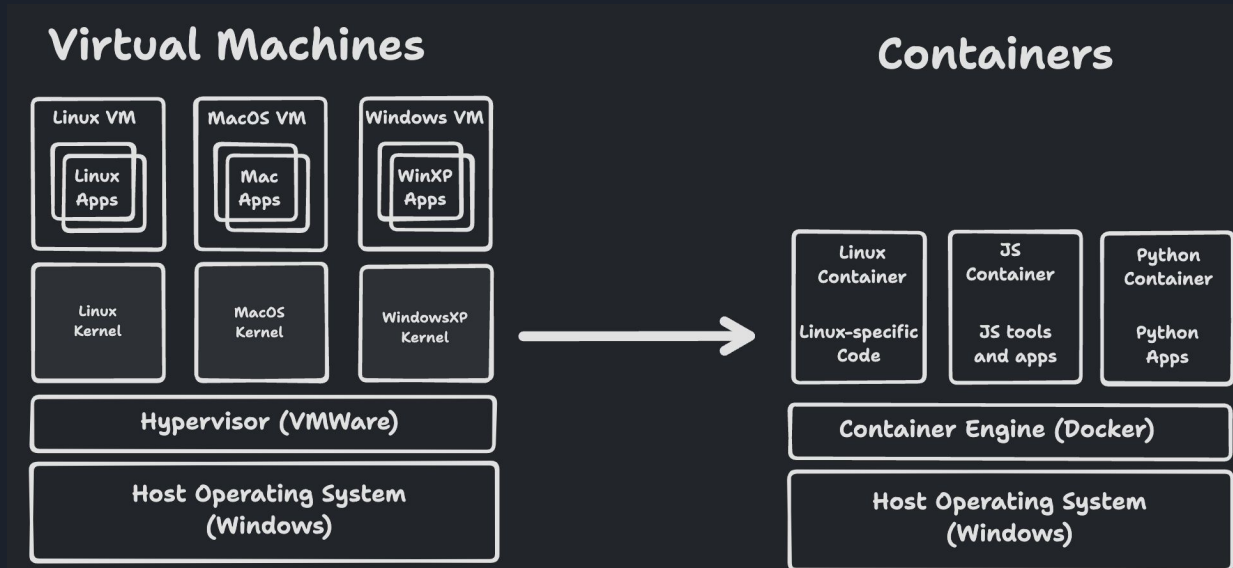 Virtual Machines
Linux VM
Linux
Apps
MacOS VM
Mac
Apps
Windows VM
WinXP
Apps
Linux
Kernel
MacOS
Kernel
WindowsXP
Kernel
Hypervisor (VMWare)
Host Operating System
(Windows)
Containers
Linux
Container
Linux-specific
Code
JS
Container
JS tools
and apps
Python
Container
Python
Apps
Container Engine (Docker)
Host Operating System
(Windows)